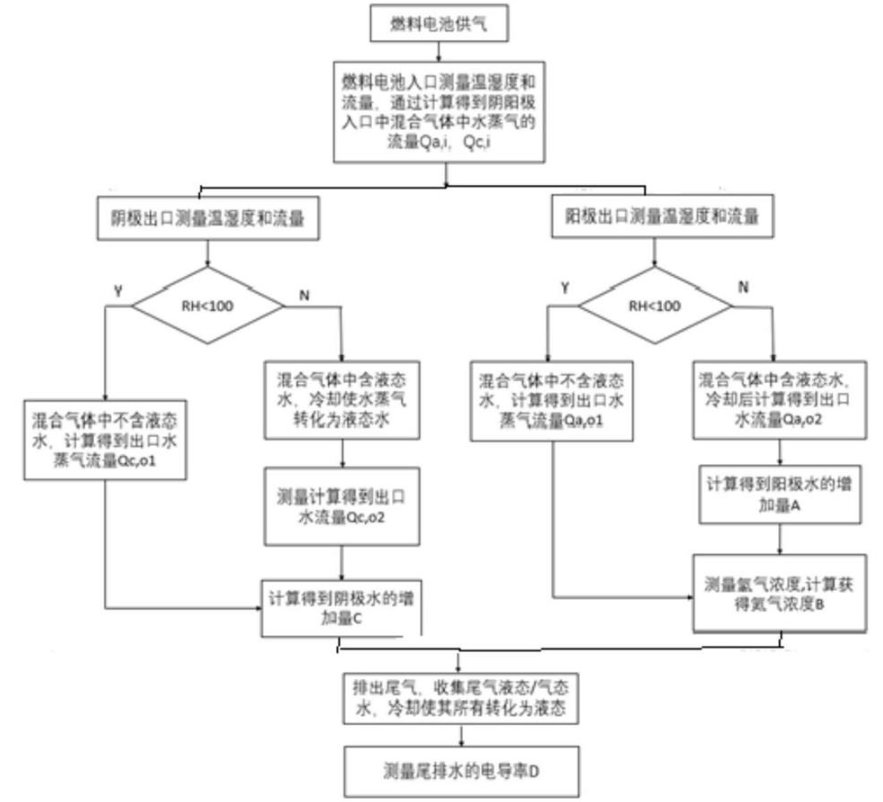 燃料电池供气
燃料电池入口测量温湿度和
流量，通过计算得到阴阳极
入口中混合气体中水蒸气的
流量Qa,i，Qc,i
阴极出口测量温湿度和流量
RH<100
Y
N
混合气体中不含液态
水，计算得到出口水
蒸气流量Qc,o1
混合气体中含液态
水，冷却使水蒸气
转化为液态水
测量计算得到出口
水流量Qc,o2
计算得到阴极水的增
加量C
阳极出口测量温湿度和流量
RH<100
Y
N
混合气体中不含液态
水，计算得到出口水
蒸气流量Qa,o1
混合气体中含液态水，
冷却后计算得到出口
水流量Qa,o2
计算得到阳极水的增
加量A
测量氢气浓度,计算获
得氮气浓度B
排出尾气，收集尾气液态/气态
水，冷却使其所有转化为液态
测量尾排水的电导率D